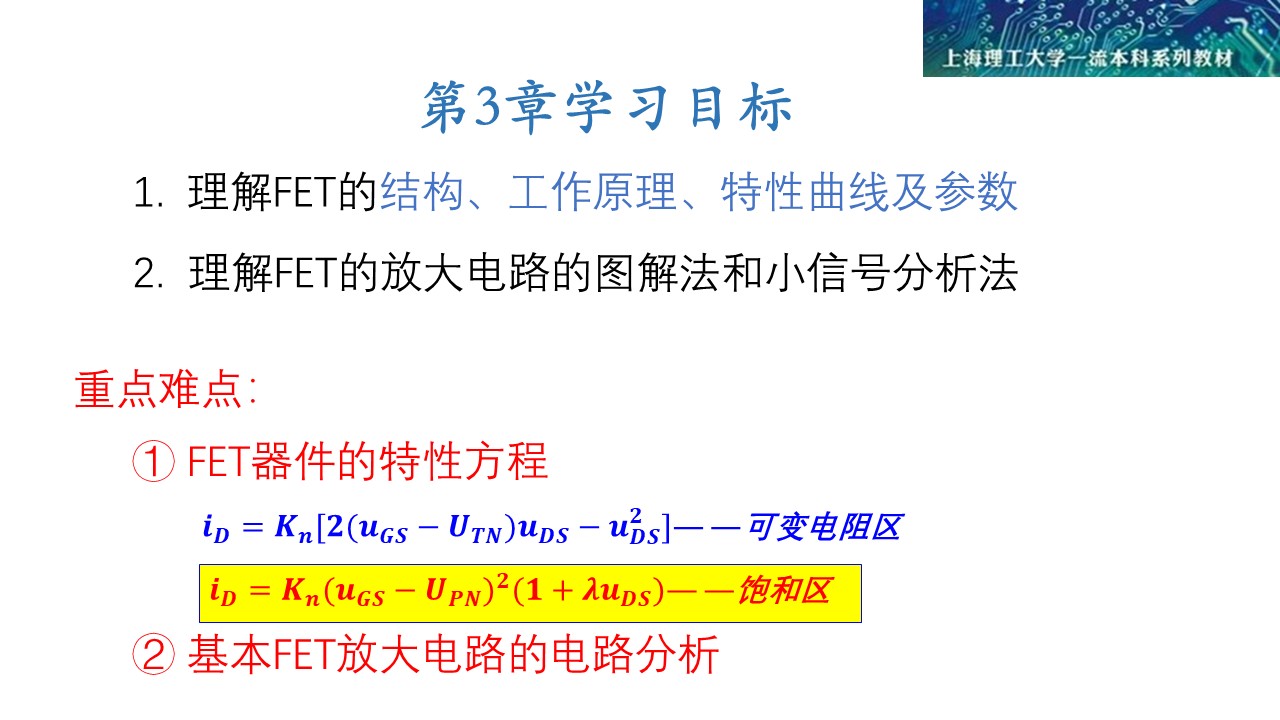 上海理工大学一流本科系列教材
第3章学习目标
1. 理解FET的结构、工作原理、特性曲线及参数
2. 理解FET的放大电路的图解法和小信号分析法
重点难点：
① FET器件的特性方程
i_D = K_n[2(u_GS − U_TN)u_DS − u_DS^2]——可变电阻区
i_D = K_n(u_GS − U_PN)^2(1 + λu_DS)——饱和区
② 基本FET放大电路的电路分析